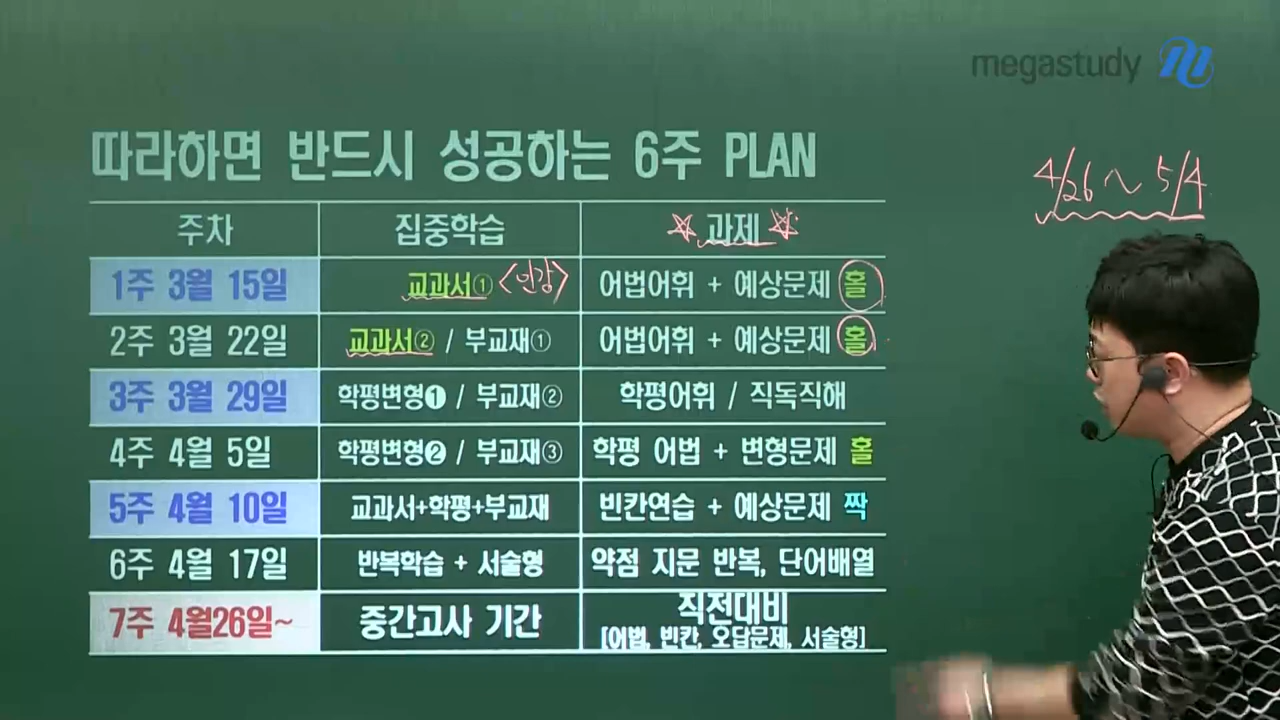 megastudy
따라하면 반드시 성공하는 6주 PLAN
4/26 ~ 5/4
주차 집중학습 과제
1주 3월 15일 교과서① <인강> 어법어휘 + 예상문제 홀
2주 3월 22일 교과서② / 부교재① 어법어휘 + 예상문제 홀
3주 3월 29일 학평변형❶ / 부교재② 학평어휘 / 직독직해
4주 4월 5일 학평변형❷ / 부교재③ 학평 어법 + 변형문제 홀
5주 4월 10일 교과서+학평+부교재 빈칸연습 + 예상문제 짝
6주 4월 17일 반복학습 + 서술형 약점 지문 반복, 단어배열
7주 4월26일~ 중간고사 기간 직전대비
[어법, 빈칸, 오답문제, 서술형]